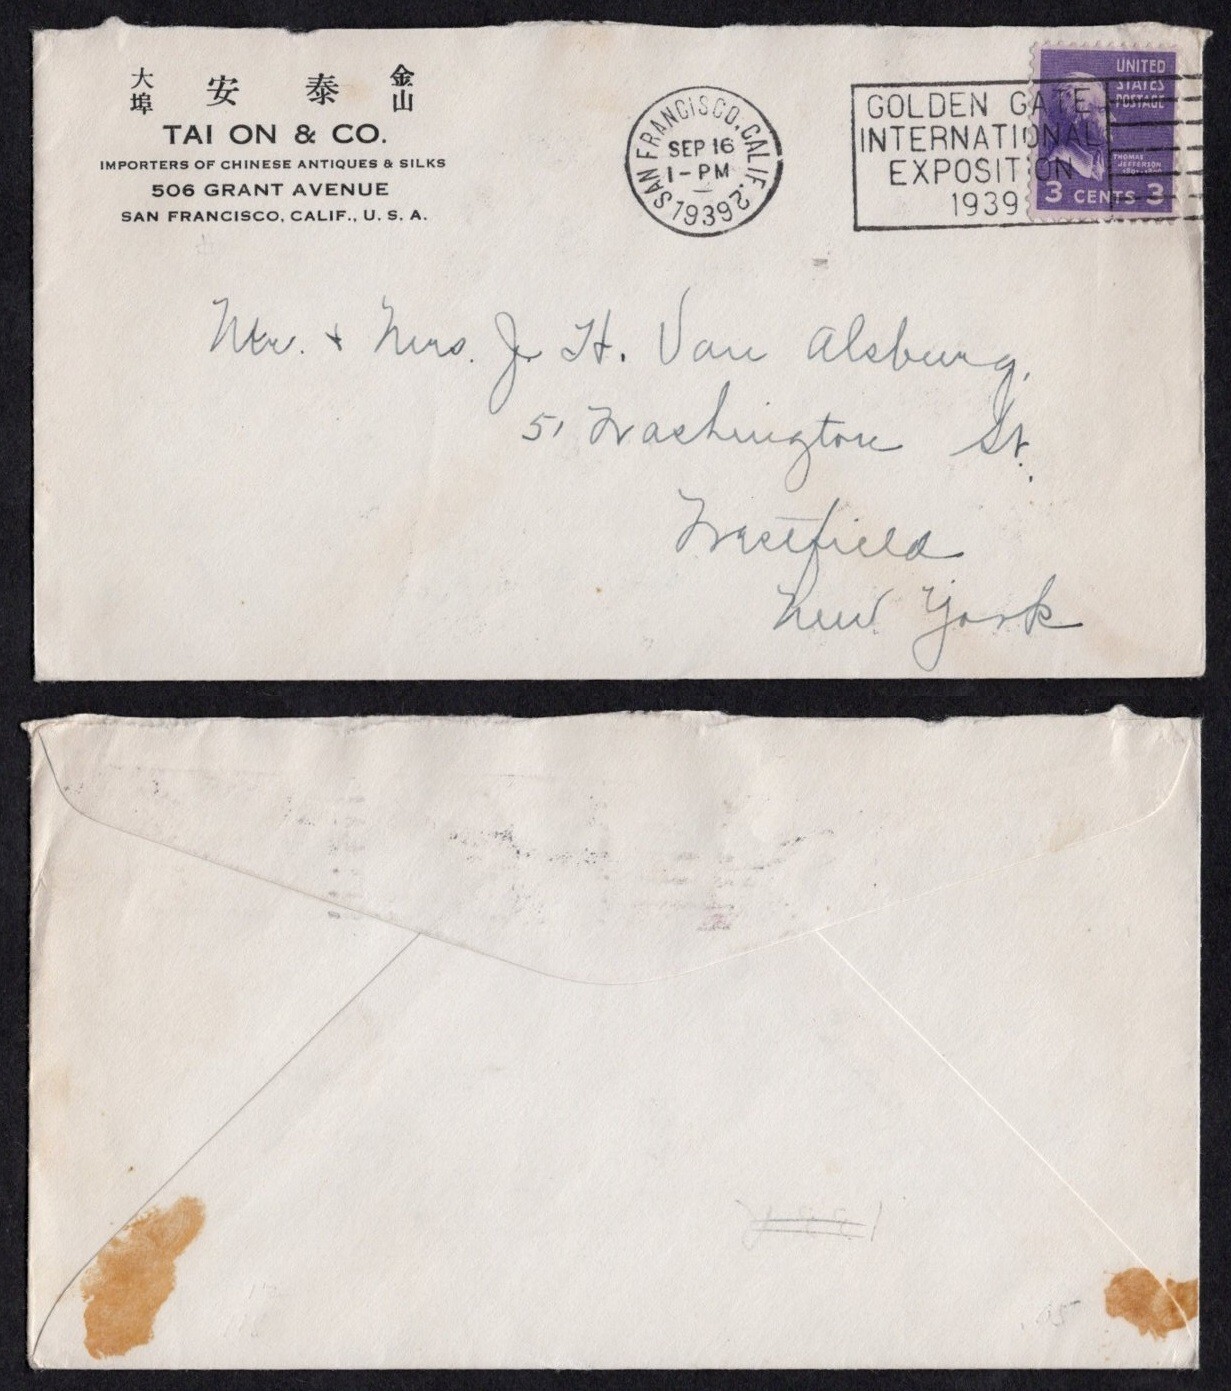 金山 泰 安 大埠
TAI ON & CO.
IMPORTERS OF CHINESE ANTIQUES & SILKS
506 GRANT AVENUE
SAN FRANCISCO, CALIF., U. S. A.
SAN FRANCISCO, CALIF. 2
SEP 16
1-PM
1939
GOLDEN GATE
INTERNATIONAL
EXPOSITION
1939
UNITED
STATES
POSTAGE
THOMAS
JEFFERSON
3 CENTS 3
Mr. + Mrs. J. H. Van Alsburg,
51 Washington St.
Westfield
New York
.05